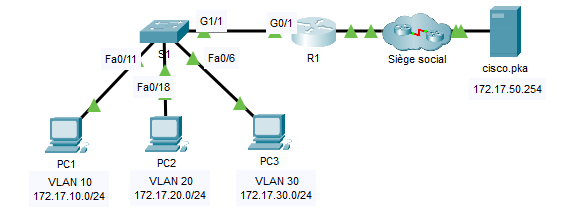 G1/1
G0/1
S1
R1
Siège social
cisco.pka
172.17.50.254
Fa0/11
Fa0/6
Fa0/18
PC1
PC2
PC3
VLAN 10
172.17.10.0/24
VLAN 20
172.17.20.0/24
VLAN 30
172.17.30.0/24